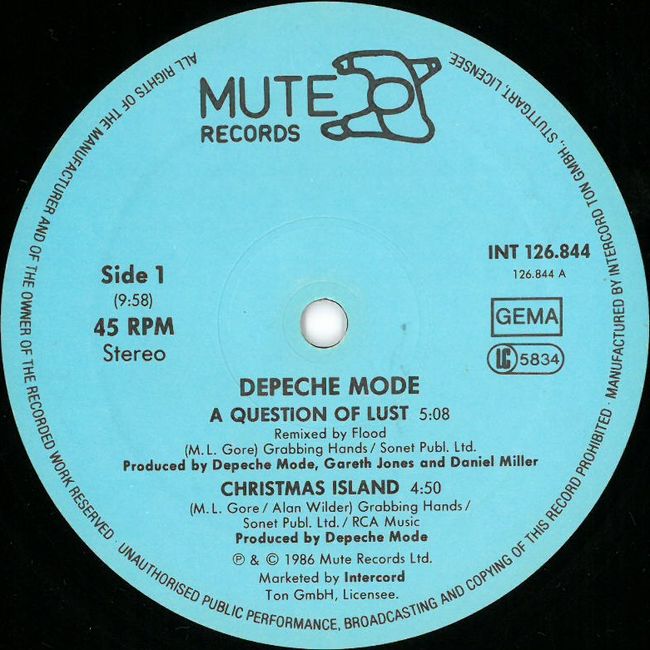 MUTE
RECORDS
ALL RIGHTS OF THE MANUFACTURER AND OF THE OWNER OF THE RECORDED WORK RESERVED · UNAUTHORISED PUBLIC PERFORMANCE, BROADCASTING AND COPYING OF THIS RECORD PROHIBITED · MANUFACTURED BY INTERCORD TON GMBH., STUTTGART, LICENSEE.
Side 1
(9:58)
45 RPM
Stereo
INT 126.844
126.844 A
GEMA
LC 5834
DEPECHE MODE
A QUESTION OF LUST 5:08
Remixed by Flood
(M. L. Gore) Grabbing Hands / Sonet Publ. Ltd.
Produced by Depeche Mode, Gareth Jones and Daniel Miller
CHRISTMAS ISLAND 4:50
(M. L. Gore / Alan Wilder) Grabbing Hands /
Sonet Publ. Ltd. / RCA Music
Produced by Depeche Mode
℗ & © 1986 Mute Records Ltd.
Marketed by Intercord
Ton GmbH, Licensee.